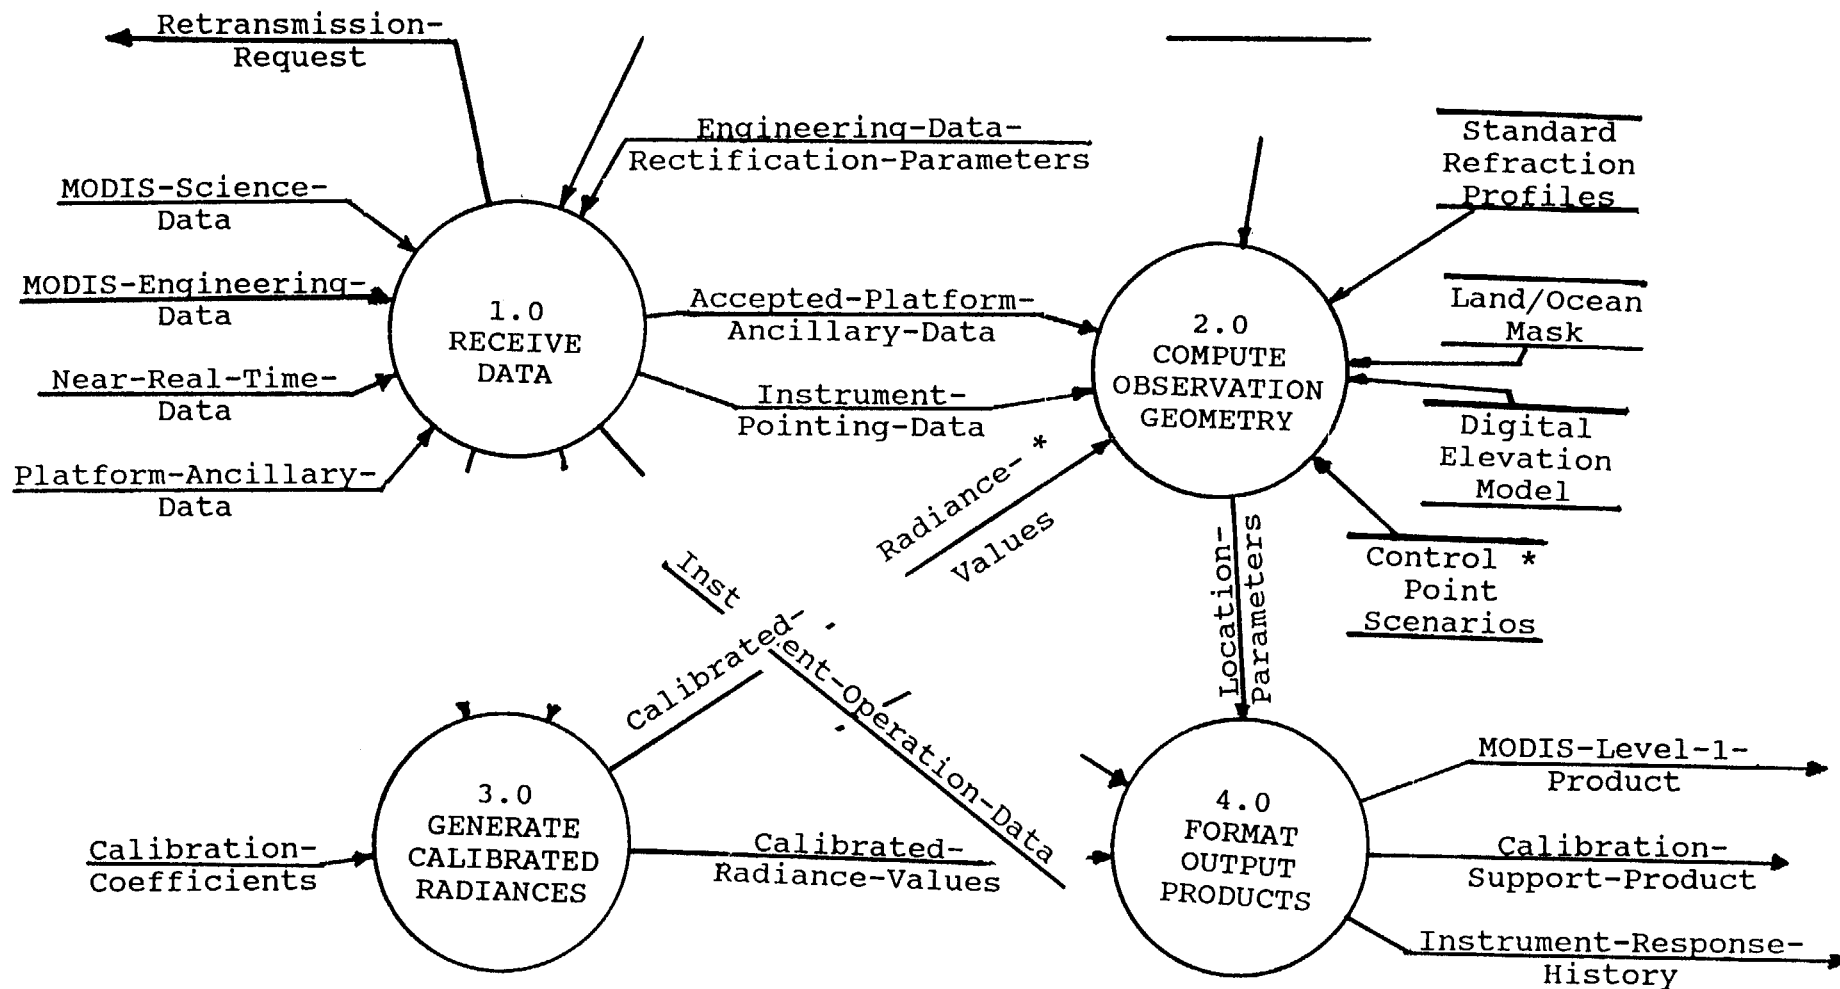 Retransmission-
Request
Engineering-Data-
Rectification-Parameters
MODIS-Science-
Data
MODIS-Engineering-
Data
Near-Real-Time-
Data
Platform-Ancillary-
Data
1.0
RECEIVE
DATA
Accepted-Platform-
Ancillary-Data
Instrument-
Pointing-Data
2.0
COMPUTE
OBSERVATION
GEOMETRY
Standard
Refraction
Profiles
Land/Ocean
Mask
Digital
Elevation
Model
Control *
Point
Scenarios
Radiance- *
Values
Calibrated-
Inst
ent-Operation-Data
Location-
Parameters
3.0
GENERATE
CALIBRATED
RADIANCES
Calibration-
Coefficients
Calibrated-
Radiance-Values
4.0
FORMAT
OUTPUT
PRODUCTS
MODIS-Level-1-
Product
Calibration-
Support-Product
Instrument-Response-
History